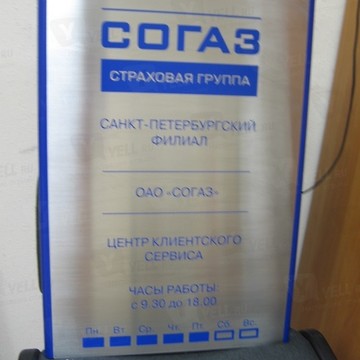 СОГАЗ
СТРАХОВАЯ ГРУППА
САНКТ-ПЕТЕРБУРГСКИЙ
ФИЛИАЛ
ОАО «СОГАЗ»
ЦЕНТР КЛИЕНТСКОГО
СЕРВИСА
ЧАСЫ РАБОТЫ
с 9.30 до 18.00
Пн. Вт. Ср. Чт. Пт. Сб. Вс.